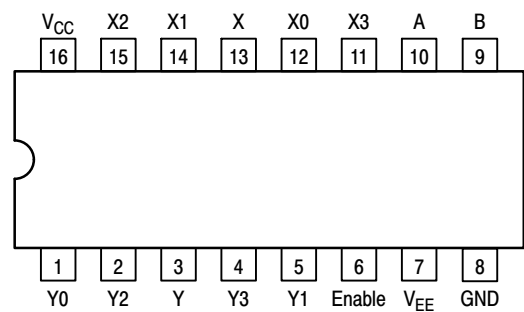 VCC X2 X1 X X0 X3 A B
16 15 14 13 12 11 10 9
1 2 3 4 5 6 7 8
Y0 Y2 Y Y3 Y1 Enable VEE GND